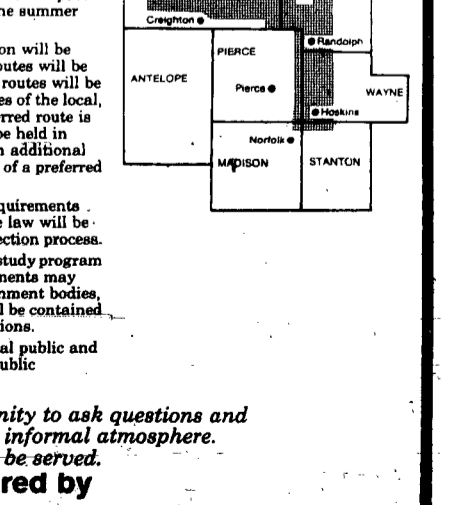 ne summer
on will be
outes will be
routes will be
es of the local,
rred route is
be held in
n additional
of a preferred
quirements .
e law will be
ection process.
study program
ments may
nment bodies,
l be contained
ions.
al public and
ublic
Creighton
PIERCE
Randolph
ANTELOPE
Pierce
WAYNE
Hoskins
Norfolk
MADISON
STANTON
nity to ask questions and
informal atmosphere.
be served.
red by